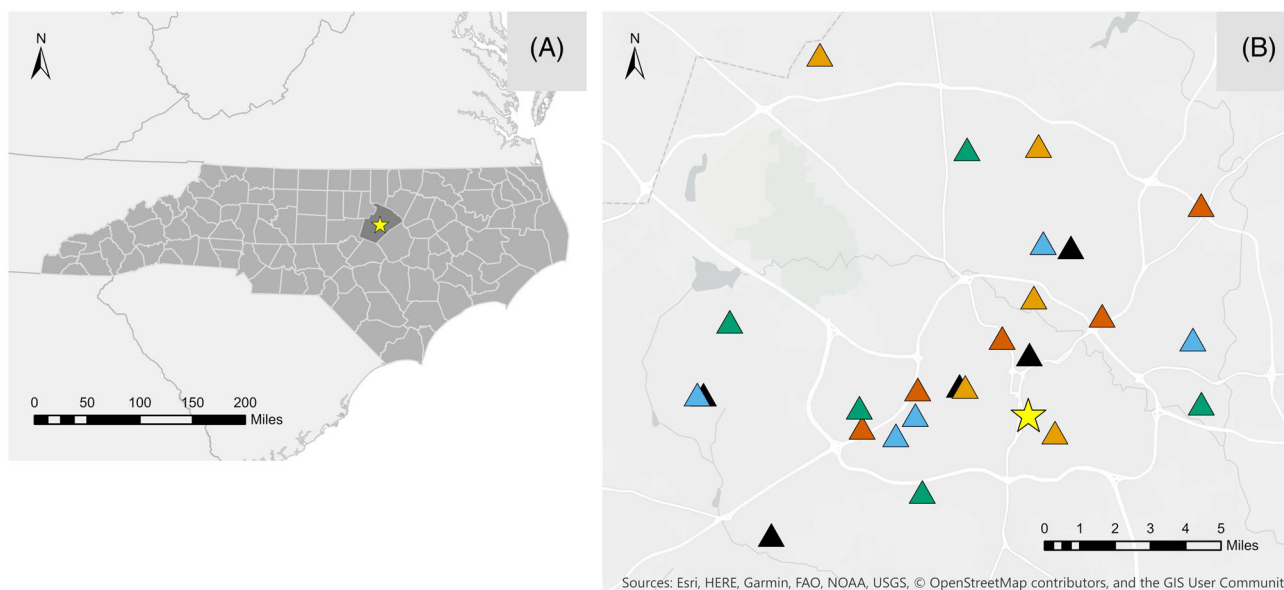 N
(A)
0 50 100 150 200
Miles
N
(B)
0 1 2 3 4 5
Miles
Sources: Esri, HERE, Garmin, FAO, NOAA, USGS, © OpenStreetMap contributors, and the GIS User Communit